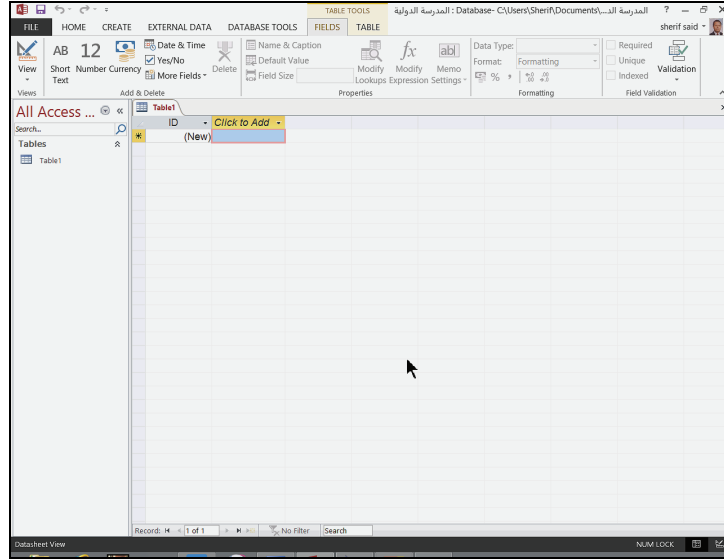 TABLE TOOLS
المدرسة الدولية : Database- C:\Users\Sherif\Documents\...المدرسة الد
?
FILE HOME CREATE EXTERNAL DATA DATABASE TOOLS FIELDS TABLE sherif said
View
AB Short Text
12 Number
Currency
Date & Time
Yes/No
More Fields
Delete
Name & Caption
Default Value
Field Size
Modify Lookups
fx Modify Expression
ab Memo Settings
Data Type:
Format: Formatting
% ,
Required
Unique
Indexed
Validation
Views Add & Delete Properties Formatting Field Validation
All Access ... «
Search...
Tables
Table1
Table1
ID Click to Add
(New)
Record: 1 of 1 No Filter Search
Datasheet View NUM LOCK